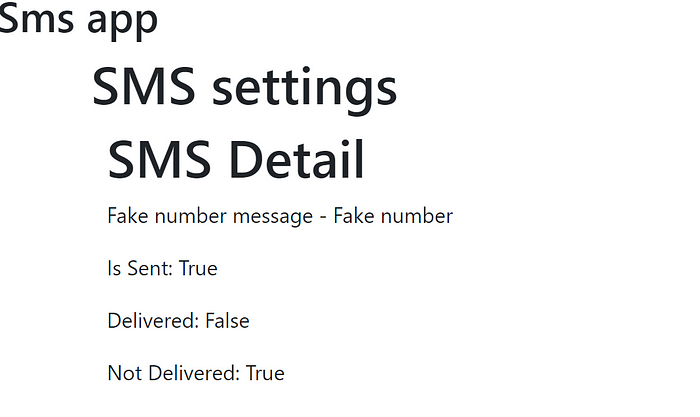 Sms app
SMS settings
SMS Detail
Fake number message - Fake number
Is Sent: True
Delivered: False
Not Delivered: True